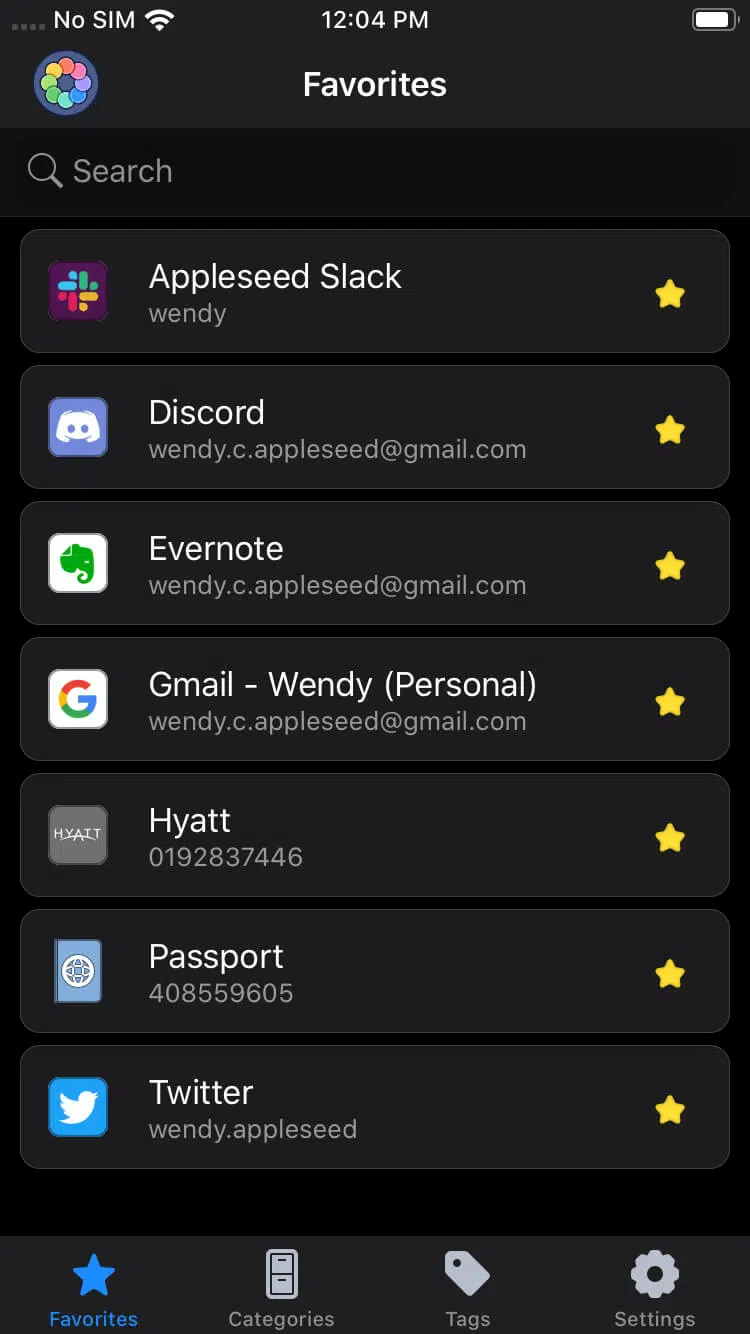 No SIM 12:04 PM
Favorites
Search
Appleseed Slack
wendy
Discord
wendy.c.appleseed@gmail.com
Evernote
wendy.c.appleseed@gmail.com
Gmail - Wendy (Personal)
wendy.c.appleseed@gmail.com
HYATT
Hyatt
0192837446
Passport
408559605
Twitter
wendy.appleseed
Favorites Categories Tags Settings